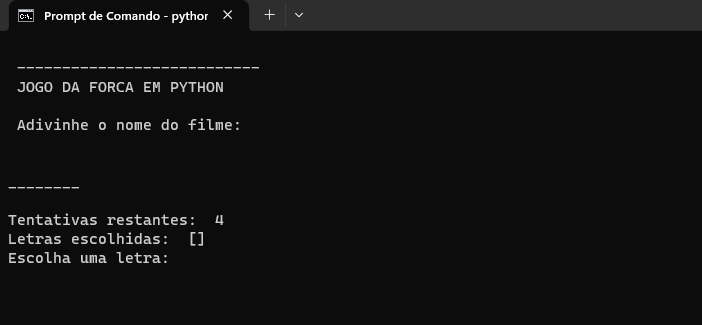 Prompt de Comando - python
---------------------------
JOGO DA FORCA EM PYTHON
Adivinhe o nome do filme:
--------
Tentativas restantes:  4
Letras escolhidas:  []
Escolha uma letra: